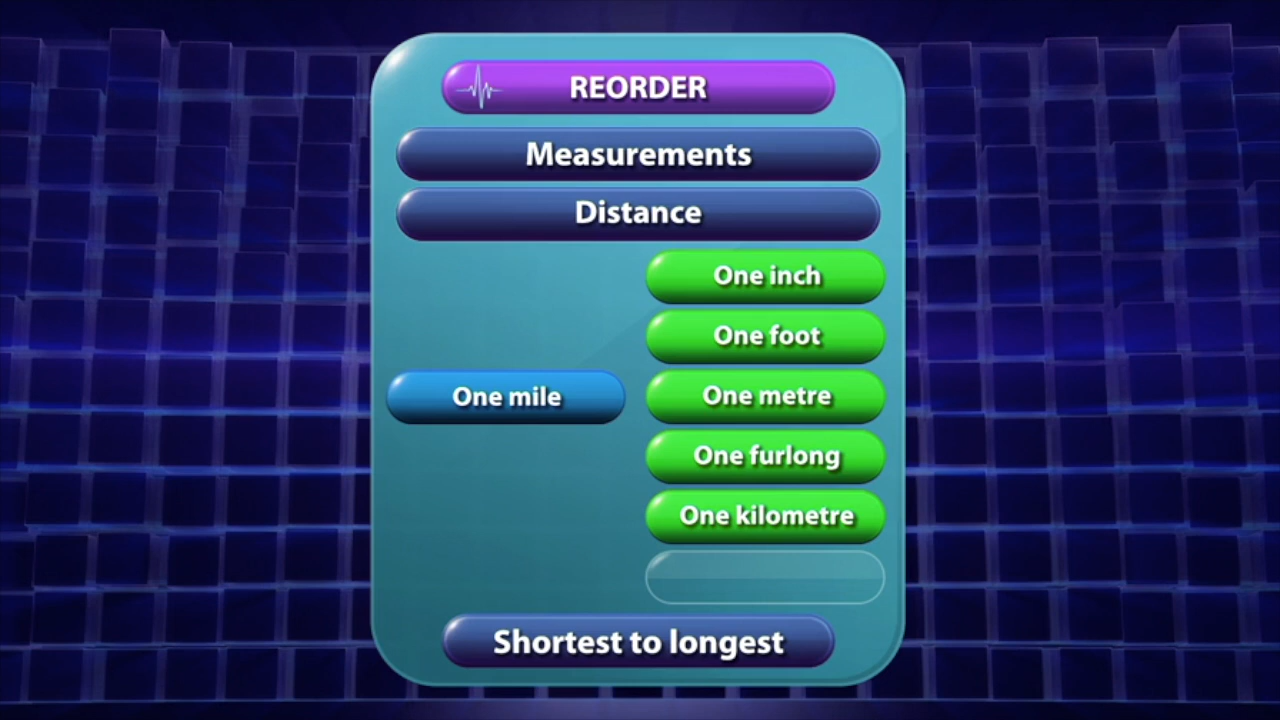 REORDER
Measurements
Distance
One inch
One foot
One mile
One metre
One furlong
One kilometre
Shortest to longest